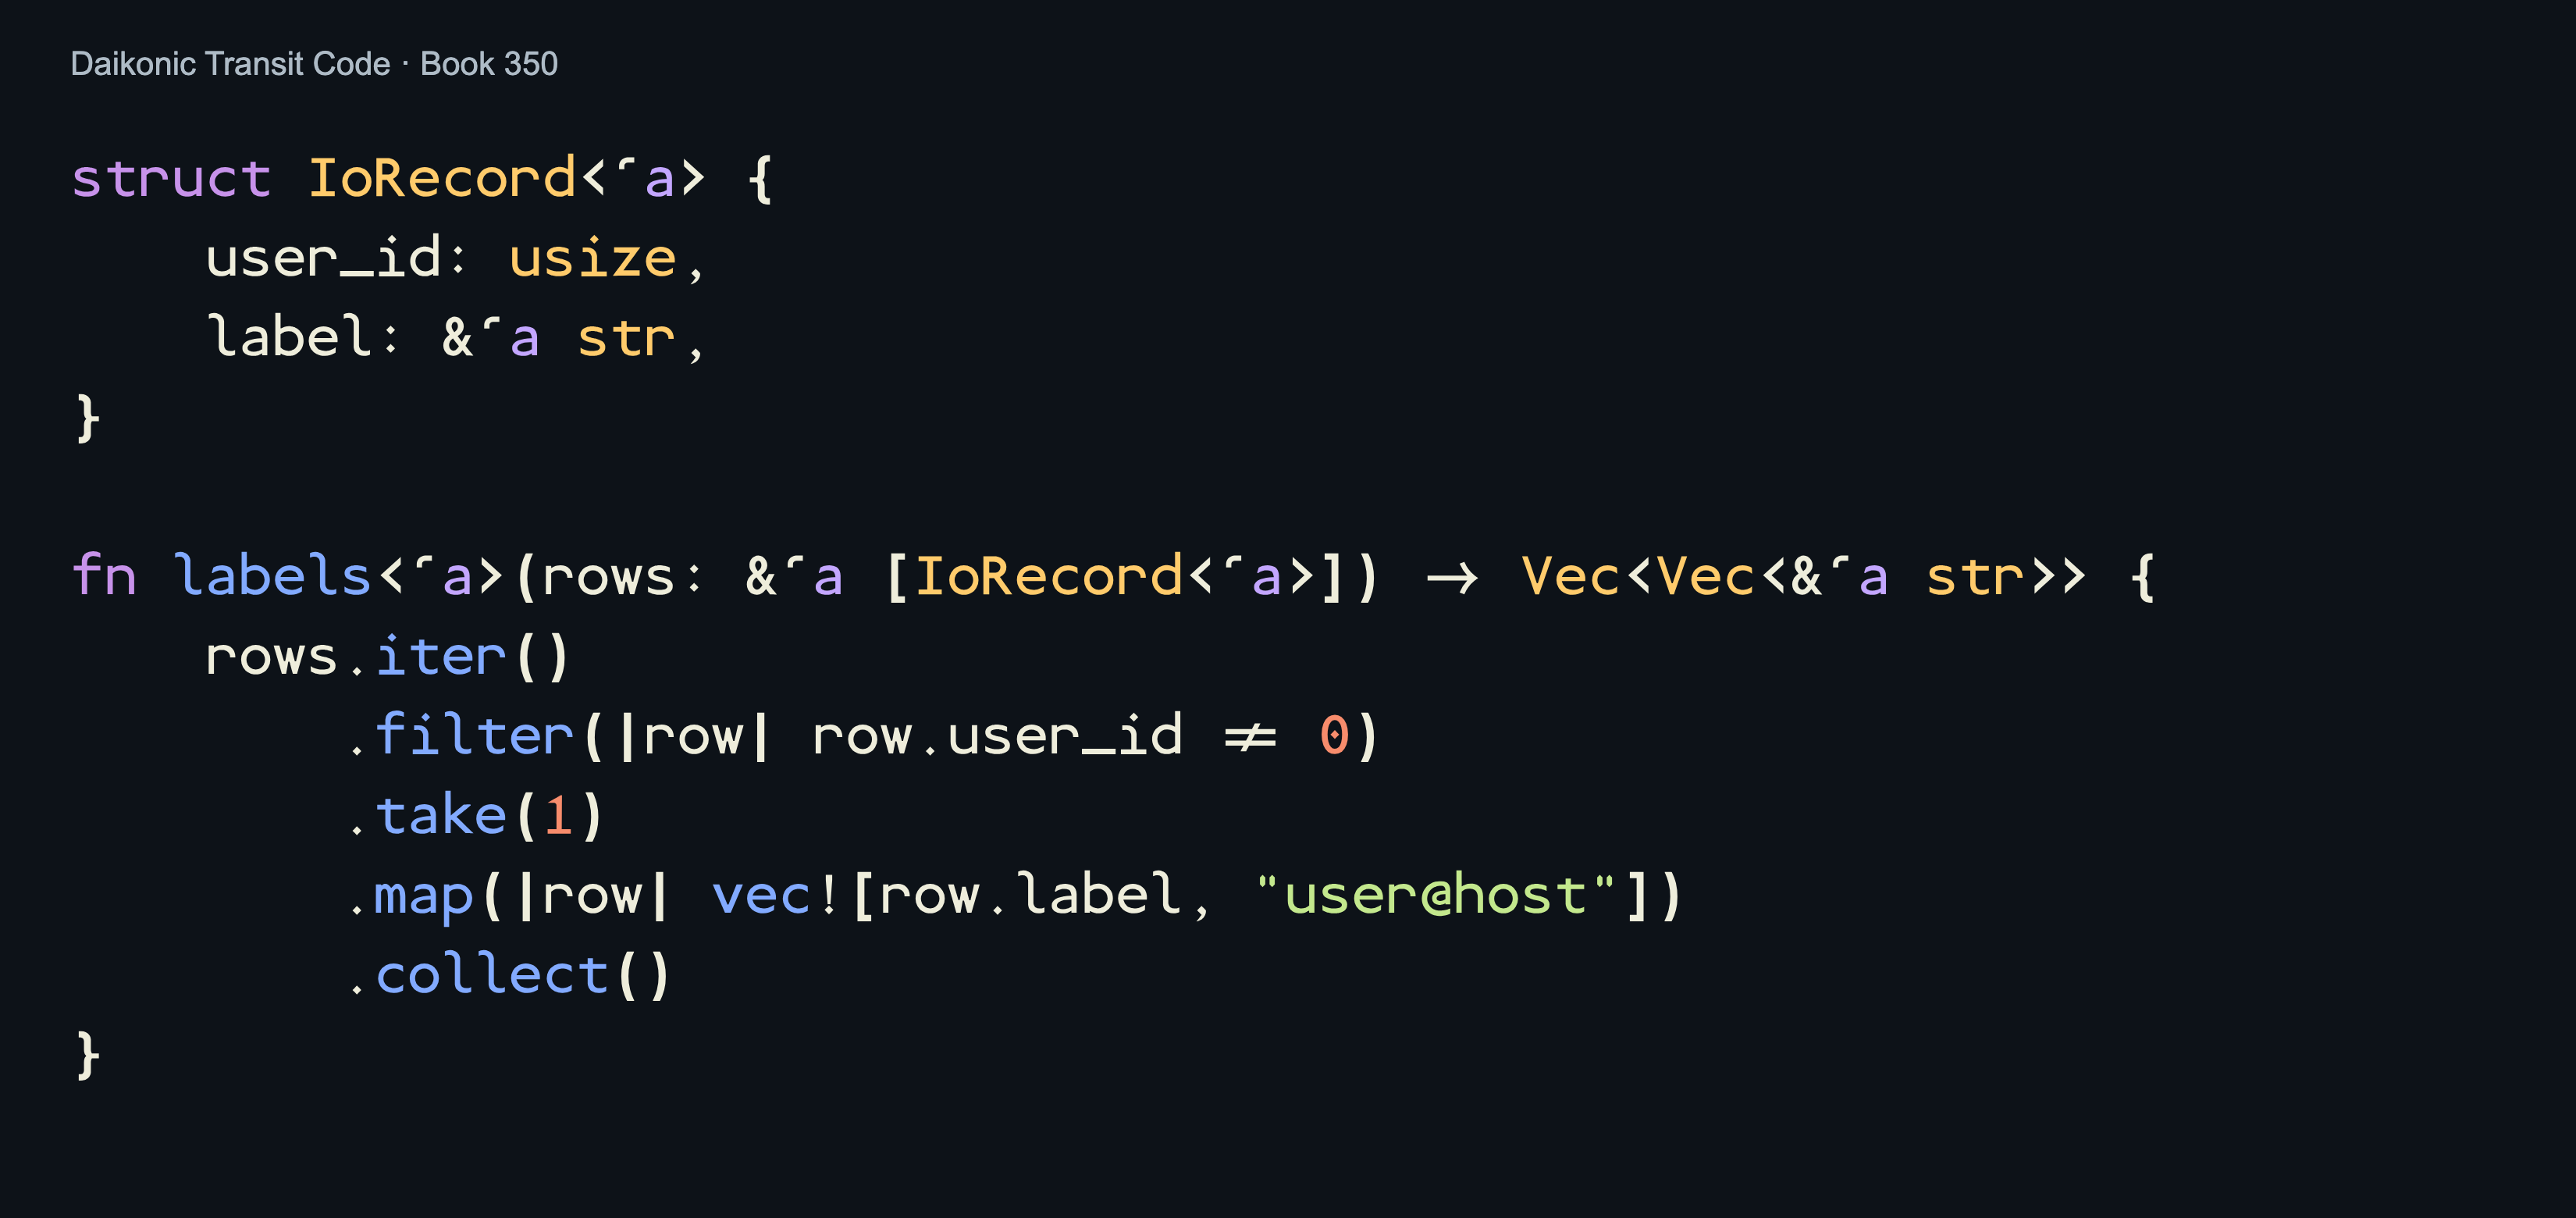 Daikonic Transit Code · Book 350
struct IoRecord<'a> {
    user_id: usize,
    label: &'a str,
}

fn labels<'a>(rows: &'a [IoRecord<'a>]) -> Vec<Vec<&'a str>> {
    rows.iter()
        .filter(|row| row.user_id != 0)
        .take(1)
        .map(|row| vec![row.label, "user@host"])
        .collect()
}